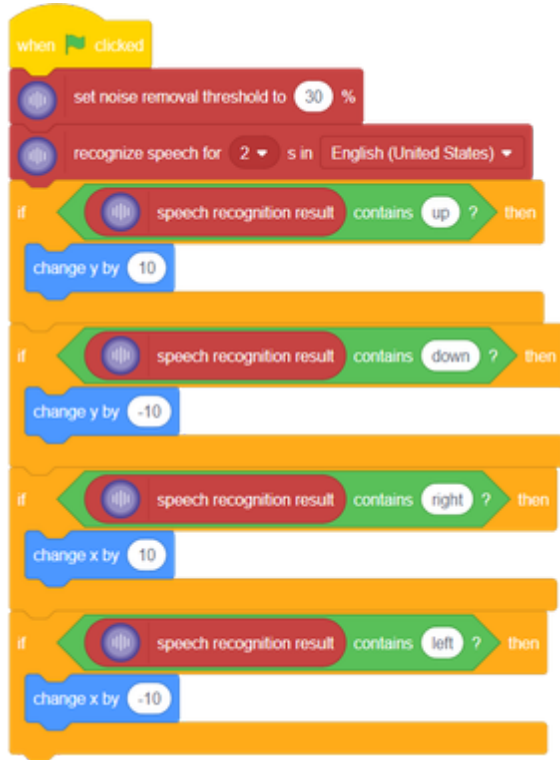 when clicked
set noise removal threshold to 30 %
recognize speech for 2 s in English (United States)
if speech recognition result contains up ? then
change y by 10
if speech recognition result contains down ? then
change y by -10
if speech recognition result contains right ? then
change x by 10
if speech recognition result contains left ? then
change x by -10